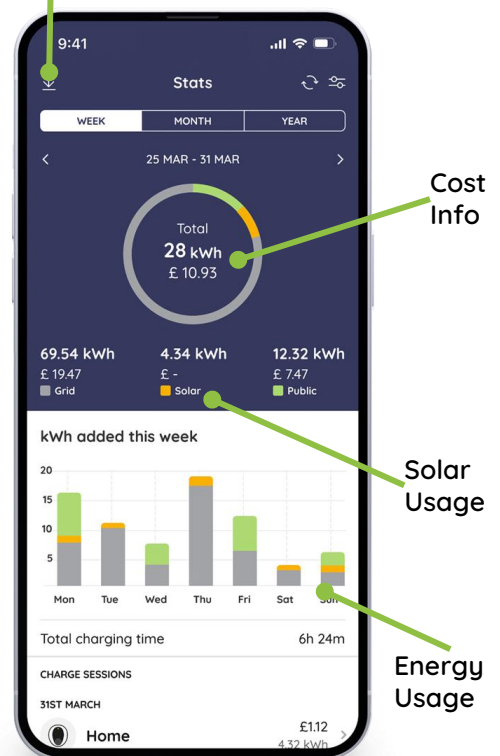 9:41
Stats
WEEK MONTH YEAR
25 MAR - 31 MAR
Total
28 kWh
£ 10.93
Cost
Info
69.54 kWh 4.34 kWh 12.32 kWh
£ 19.47 £ - £ 7.47
Grid Solar Public
kWh added this week
20
15
10
5
Mon Tue Wed Thu Fri Sat Sun
Solar
Usage
Total charging time 6h 24m
CHARGE SESSIONS
31ST MARCH
Home £1.12
4.32 kWh
Energy
Usage